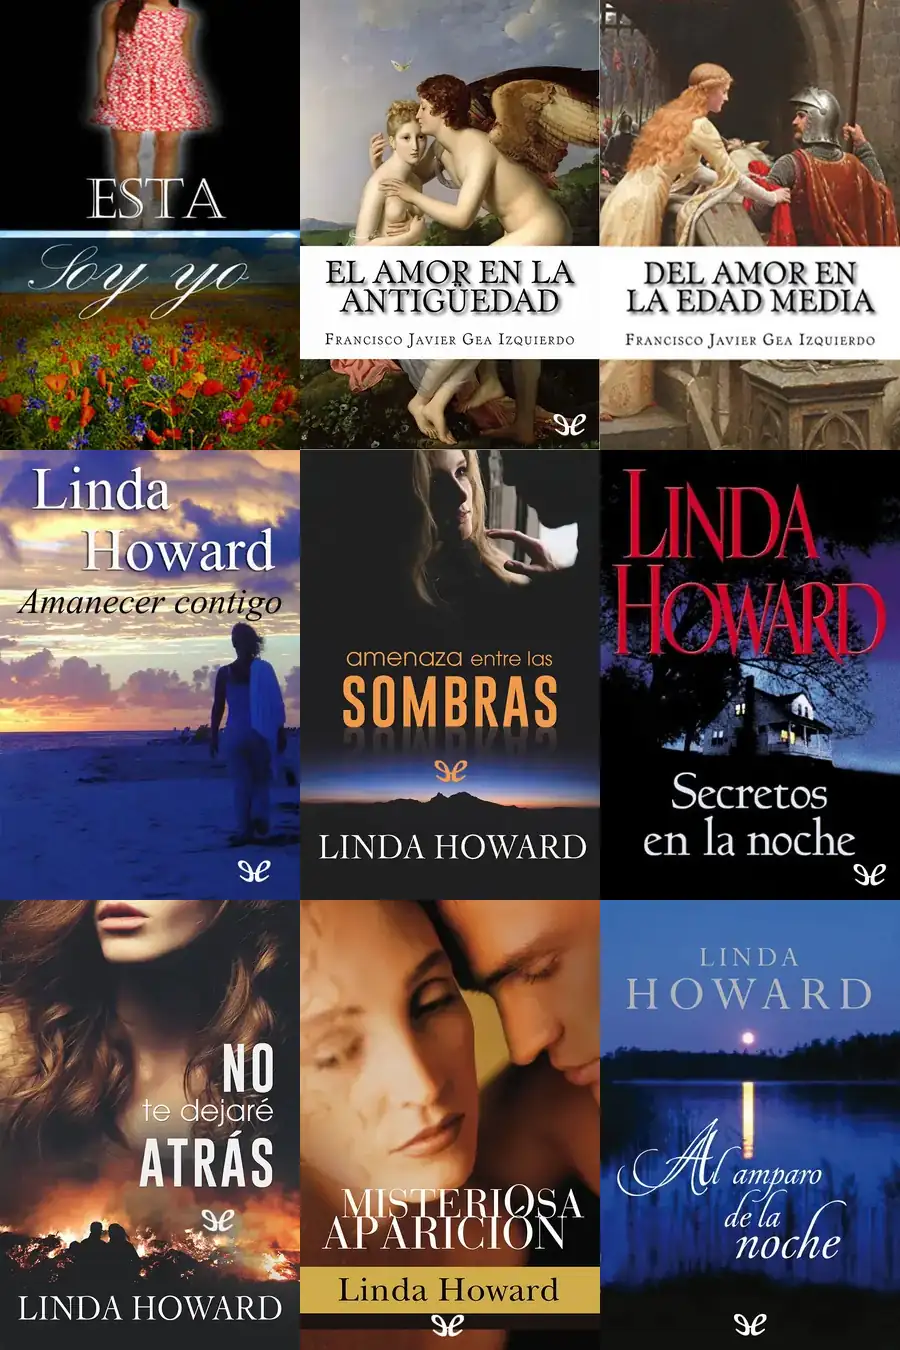 ESTA
Soy yo
EL AMOR EN LA
ANTIGÜEDAD
FRANCISCO JAVIER GEA IZQUIERDO
DEL AMOR EN
LA EDAD MEDIA
FRANCISCO JAVIER GEA IZQUIERDO
Linda
Howard
Amanecer contigo
amenaza entre las
SOMBRAS
LINDA HOWARD
LINDA
HOWARD
Secretos
en la noche
NO
te dejaré
ATRÁS
LINDA HOWARD
MISTERIOSA
APARICIÓN
Linda Howard
LINDA
HOWARD
Al amparo
de la
noche